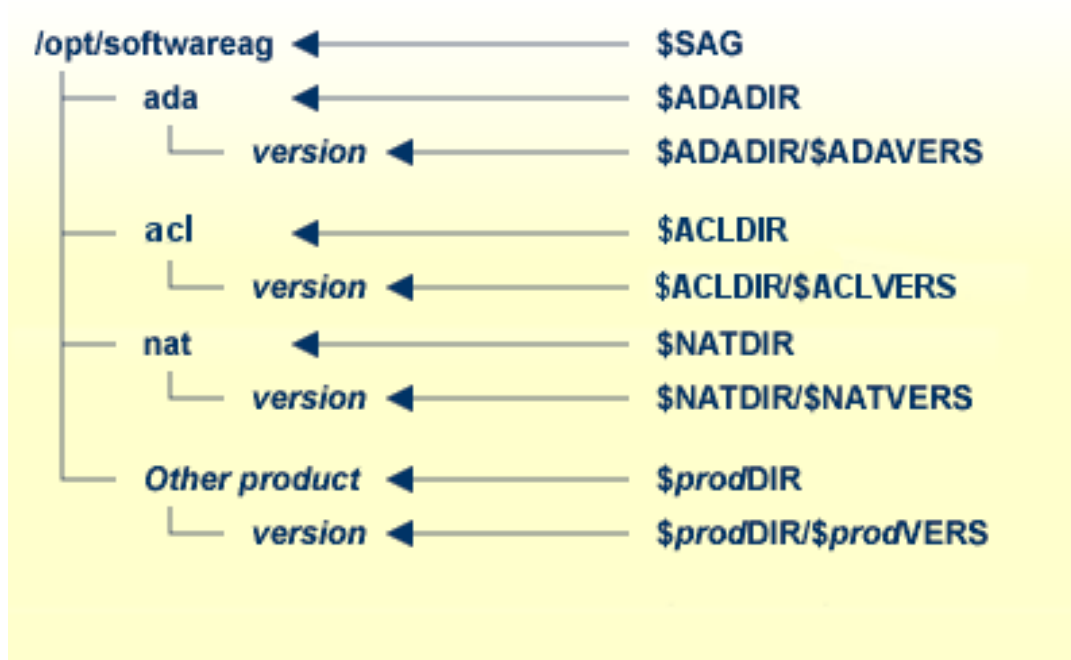 /opt/softwareag $SAG
ada $ADADIR
version $ADADIR/$ADAVERS
acl $ACLDIR
version $ACLDIR/$ACLVERS
nat $NATDIR
version $NATDIR/$NATVERS
Other product $prodDIR
version $prodDIR/$prodVERS